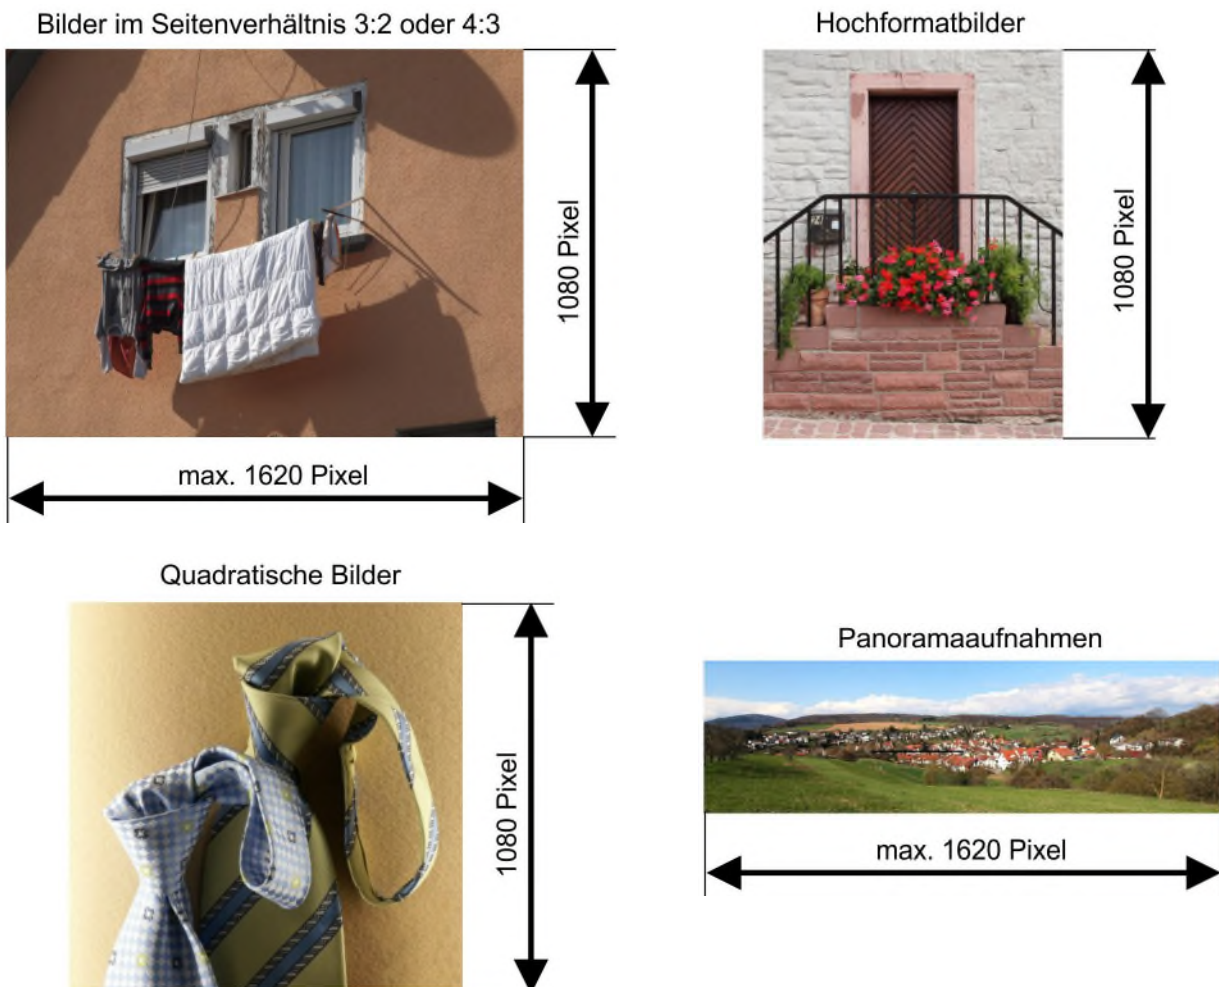 Bilder im Seitenverhältnis 3:2 oder 4:3
Hochformatbilder
1080 Pixel
24
1080 Pixel
max. 1620 Pixel
Quadratische Bilder
Panoramaaufnahmen
1080 Pixel
max. 1620 Pixel